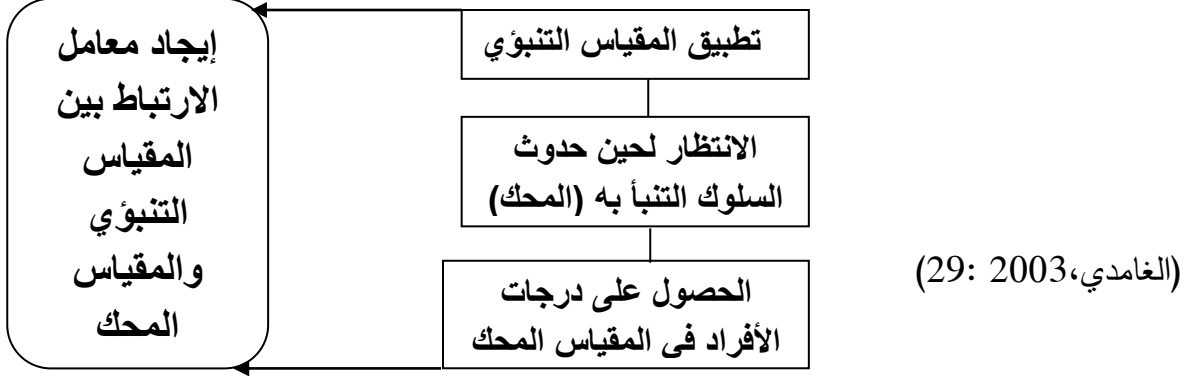 تطبيق المقياس التنبؤي
الانتظار لحين حدوث
السلوك التنبأ به (المحك)
الحصول على درجات
الأفراد فى المقياس المحك
إيجاد معامل
الارتباط بين
المقياس
التنبؤي
والمقياس
المحك
(الغامدي،2003 :29)